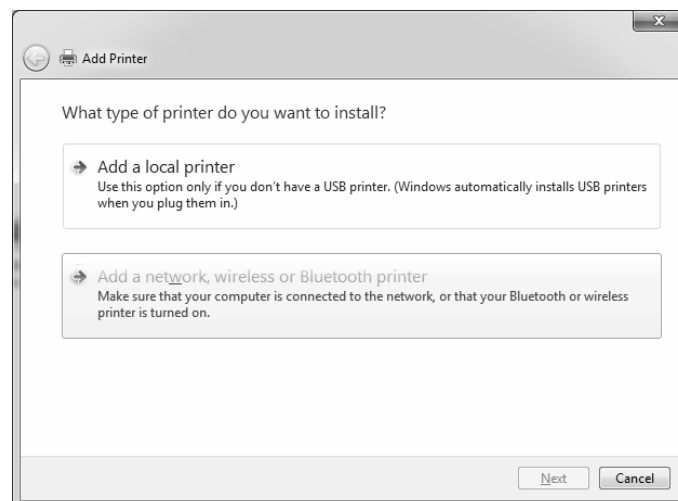 Add Printer
What type of printer do you want to install?
Add a local printer
Use this option only if you don't have a USB printer. (Windows automatically installs USB printers
when you plug them in.)
Add a network, wireless or Bluetooth printer
Make sure that your computer is connected to the network, or that your Bluetooth or wireless
printer is turned on.
Next
Cancel